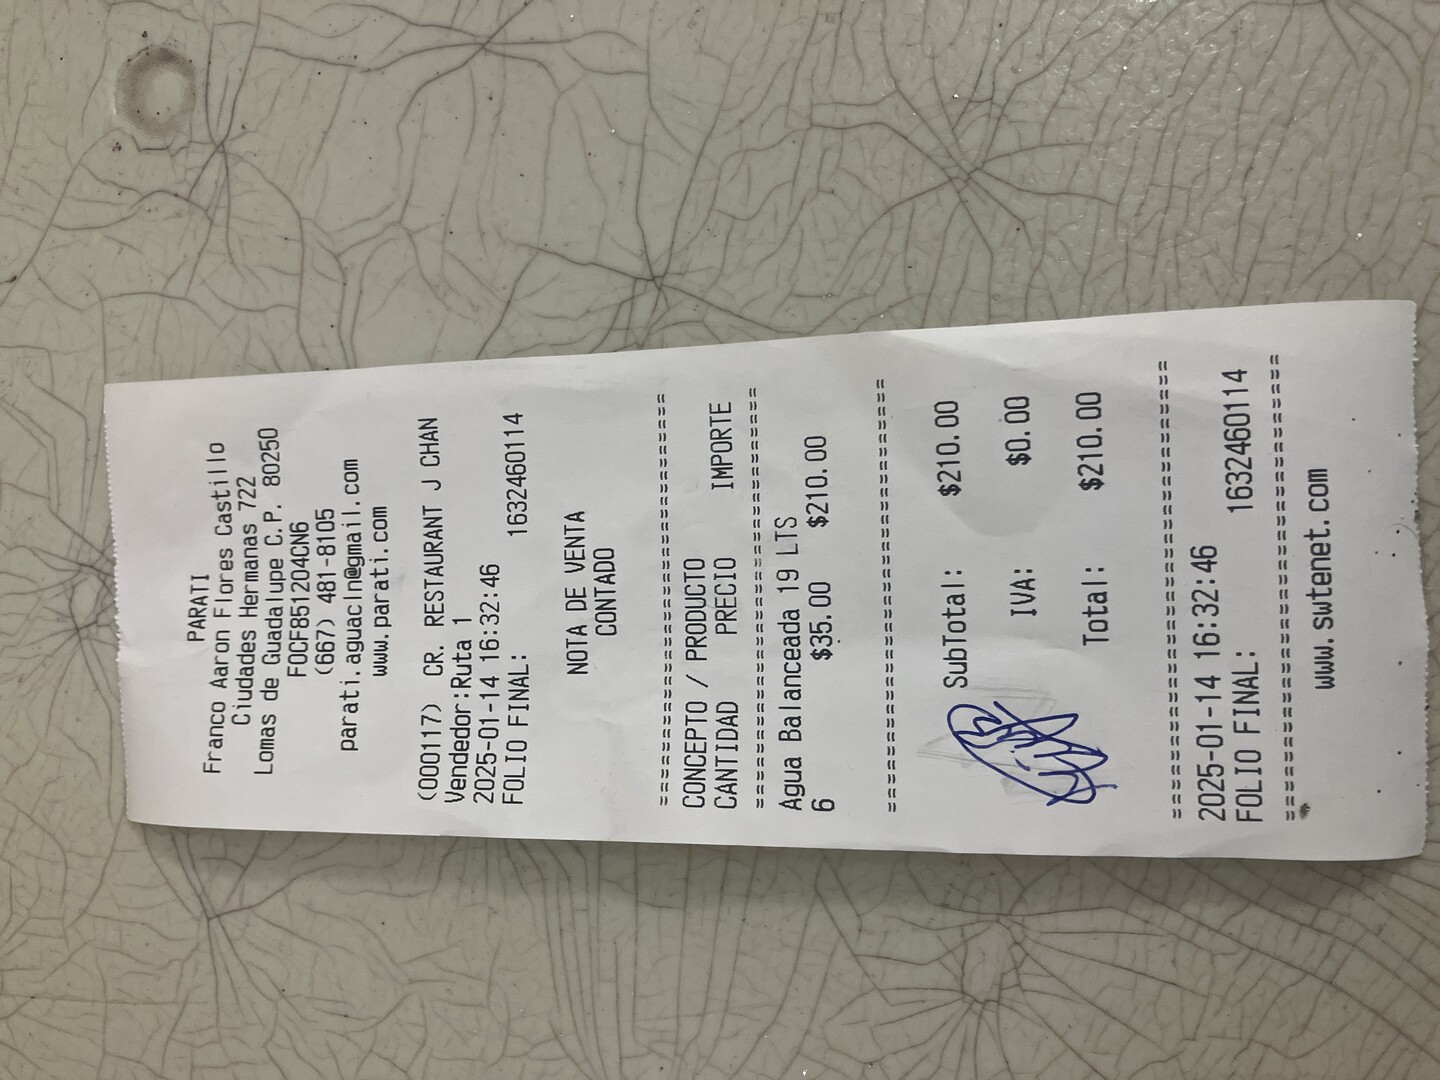 PARATI
Franco Aaron Flores Castillo
Ciudades Hermanas 722
Lomas de Guadalupe C.P. 80250
FOCF851204CN6
(667) 481-8105
parati.aguacln@gmail.com
www.parati.com
(000117) CR. RESTAURANT J CHAN
Vendedor:Ruta 1
2025-01-14 16:32:46
FOLIO FINAL: 1632460114
NOTA DE VENTA
CONTADO
================================
CONCEPTO / PRODUCTO
CANTIDAD PRECIO IMPORTE
================================
Agua Balanceada 19 LTS
6 $35.00 $210.00
================================
SubTotal: $210.00
IVA: $0.00
Total: $210.00
================================
2025-01-14 16:32:46
FOLIO FINAL: 1632460114
================================
www.swtenet.com